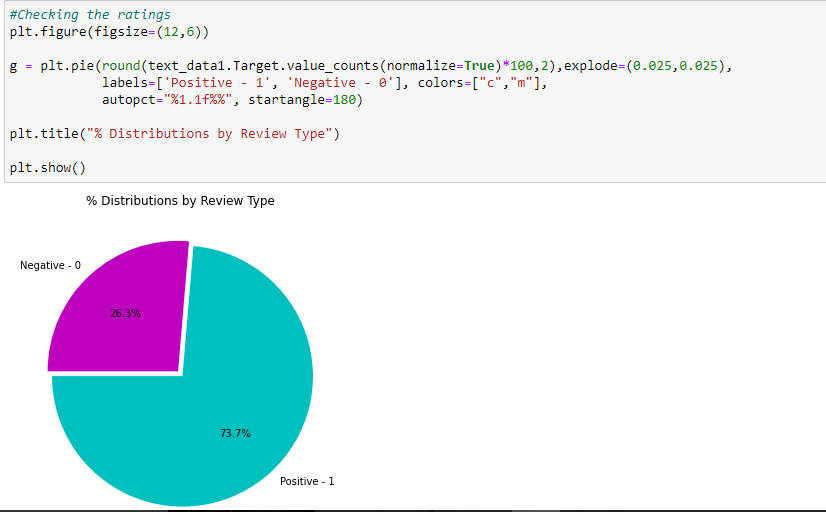 #Checking the ratings
plt.figure(figsize=(12,6))
g = plt.pie(round(text_data1.Target.value_counts(normalize=True)*100,2),explode=(0.025,0.025),
labels=['Positive - 1', 'Negative - 0'], colors=["c","m"],
autopct="%1.1f%%", startangle=180)
plt.title("% Distributions by Review Type")
plt.show()
% Distributions by Review Type
Negative - 0
26.3%
73.7%
Positive - 1